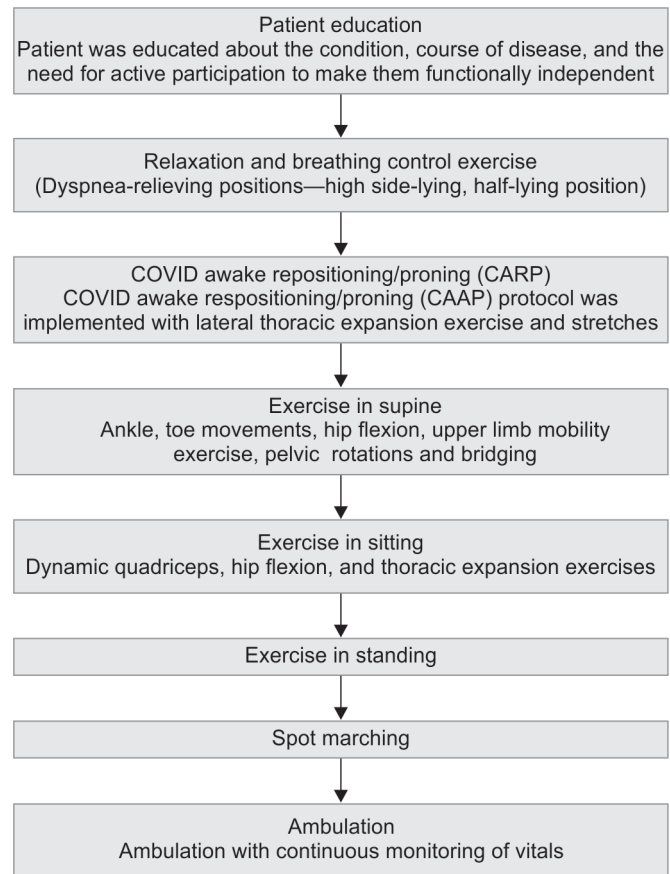 Patient education
Patient was educated about the condition, course of disease, and the
need for active participation to make them functionally independent
Relaxation and breathing control exercise
(Dyspnea-relieving positions—high side-lying, half-lying position)
COVID awake repositioning/proning (CARP)
COVID awake respositioning/proning (CAAP) protocol was
implemented with lateral thoracic expansion exercise and stretches
Exercise in supine
Ankle, toe movements, hip flexion, upper limb mobility
exercise, pelvic rotations and bridging
Exercise in sitting
Dynamic quadriceps, hip flexion, and thoracic expansion exercises
Exercise in standing
Spot marching
Ambulation
Ambulation with continuous monitoring of vitals